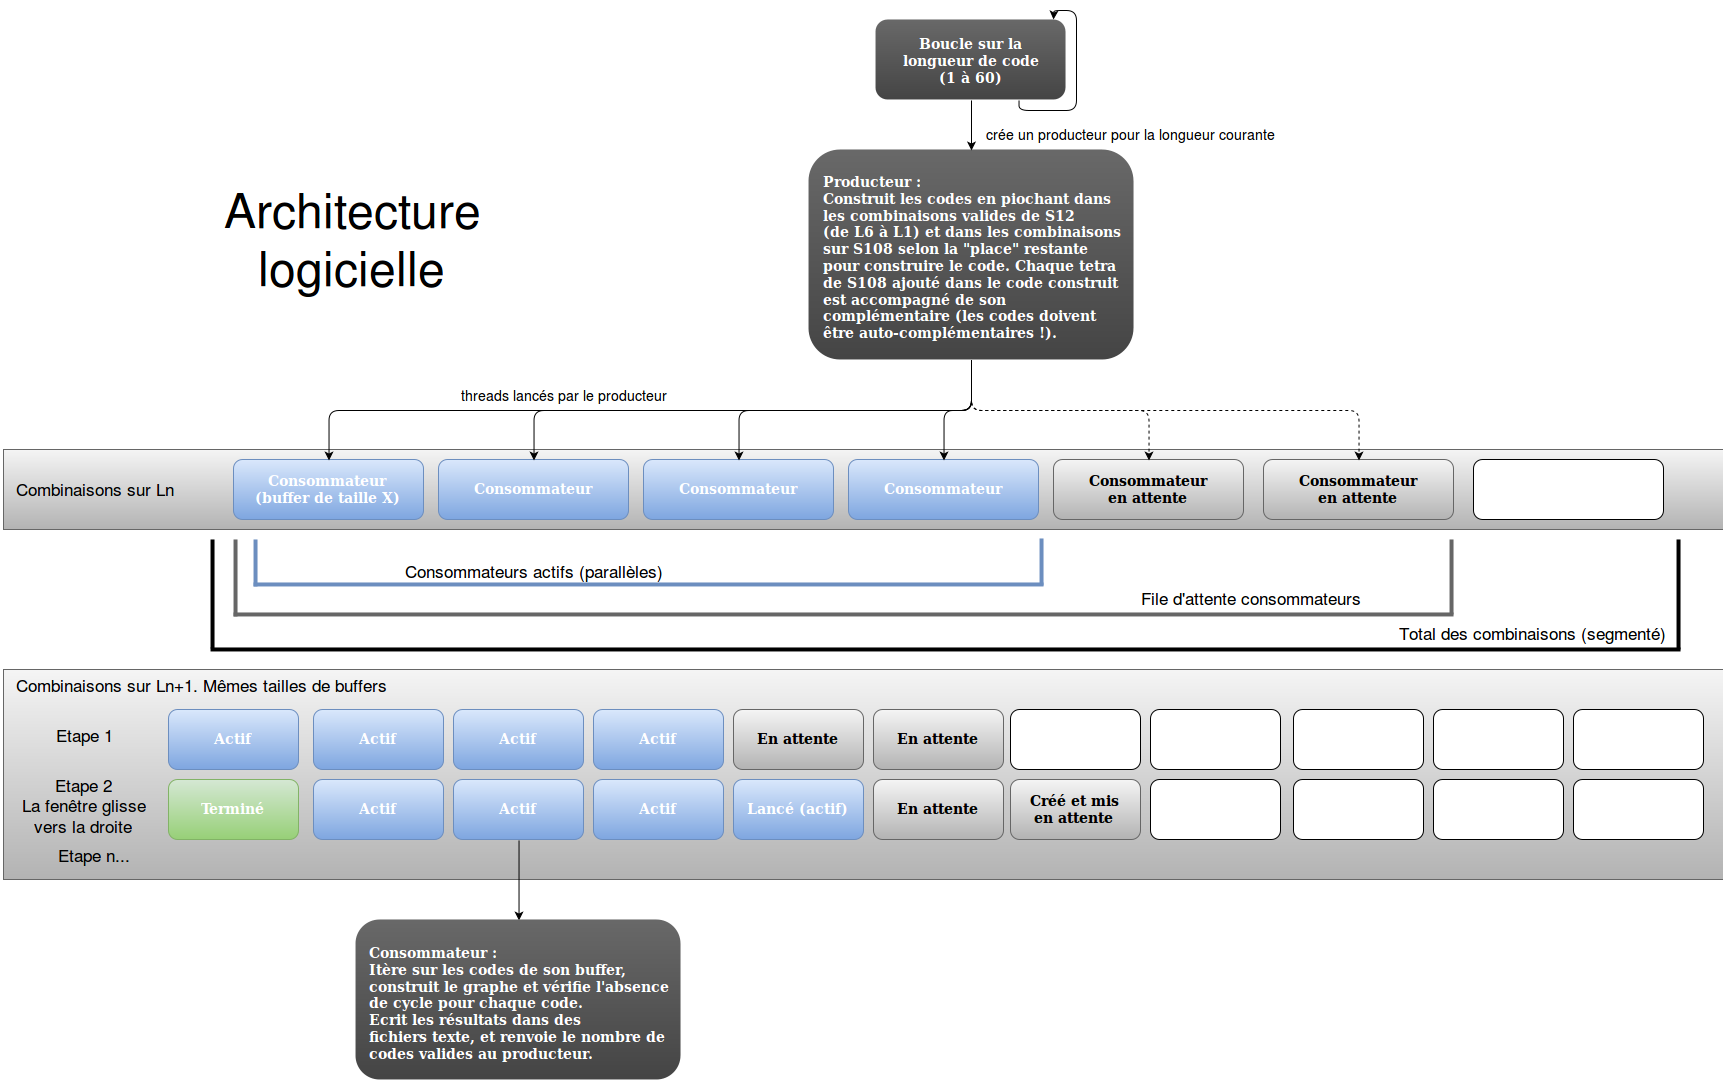 Boucle sur la
longueur de code
(1 à 60)
crée un producteur pour la longueur courante
Architecture
logicielle
Producteur :
Construit les codes en piochant dans
les combinaisons valides de S12
(de L6 à L1) et dans les combinaisons
sur S108 selon la "place" restante
pour construire le code. Chaque tetra
de S108 ajouté dans le code construit
est accompagné de son
complémentaire (les codes doivent
être auto-complémentaires !).
threads lancés par le producteur
Combinaisons sur Ln
Consommateur
(buffer de taille X)
Consommateur
Consommateur
Consommateur
Consommateur
en attente
Consommateur
en attente
Consommateurs actifs (parallèles)
File d'attente consommateurs
Total des combinaisons (segmenté)
Combinaisons sur Ln+1. Mêmes tailles de buffers
Etape 1
Actif
Actif
Actif
Actif
En attente
En attente
Etape 2
La fenêtre glisse
vers la droite
Terminé
Actif
Actif
Actif
Lancé (actif)
En attente
Créé et mis
en attente
Etape n...
Consommateur :
Itère sur les codes de son buffer,
construit le graphe et vérifie l'absence
de cycle pour chaque code.
Ecrit les résultats dans des
fichiers texte, et renvoie le nombre de
codes valides au producteur.